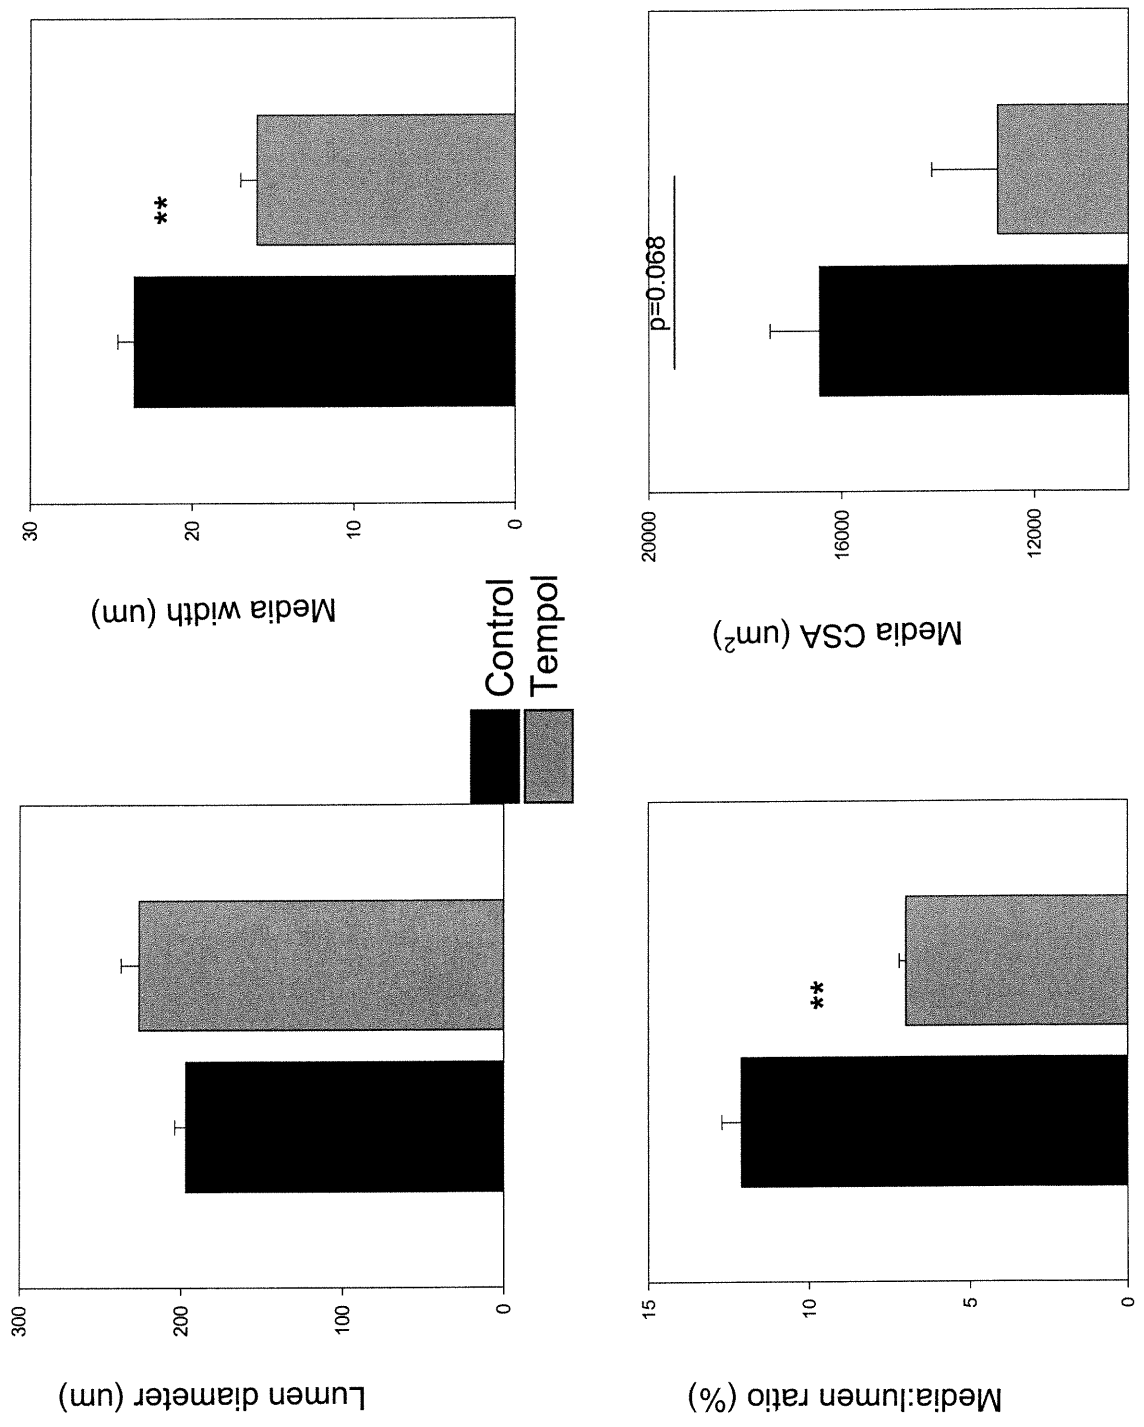 Lumen diameter (um)
300
200
100
0
Media width (um)
30
20
10
0
**
Control
Tempol
Media:lumen ratio (%)
15
10
5
0
**
Media CSA (um²)
20000
16000
12000
p=0.068